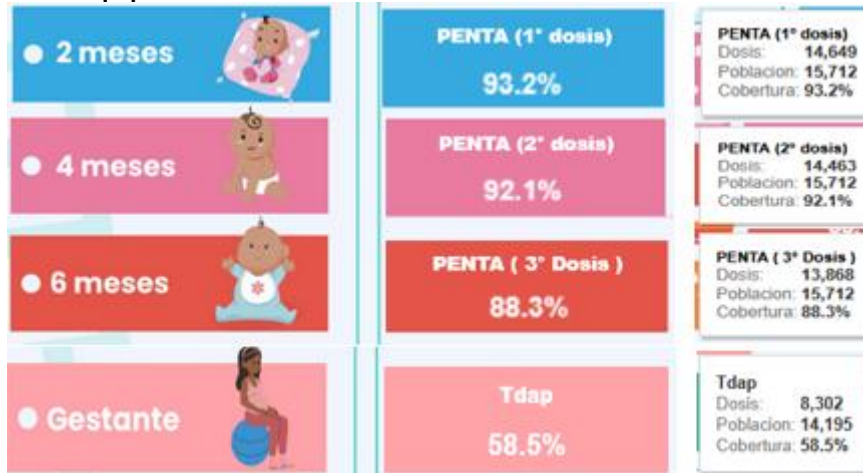 2 meses
PENTA (1° dosis)
93.2%
PENTA (1° dosis)
Dosis: 14,649
Poblacion: 15,712
Cobertura: 93.2%
4 meses
PENTA (2° dosis)
92.1%
PENTA (2° dosis)
Dosis: 14,463
Poblacion: 15,712
Cobertura: 92.1%
6 meses
PENTA ( 3° Dosis )
88.3%
PENTA ( 3° Dosis )
Dosis: 13,868
Poblacion: 15,712
Cobertura: 88.3%
Gestante
Tdap
58.5%
Tdap
Dosis: 8,302
Poblacion: 14,195
Cobertura: 58.5%